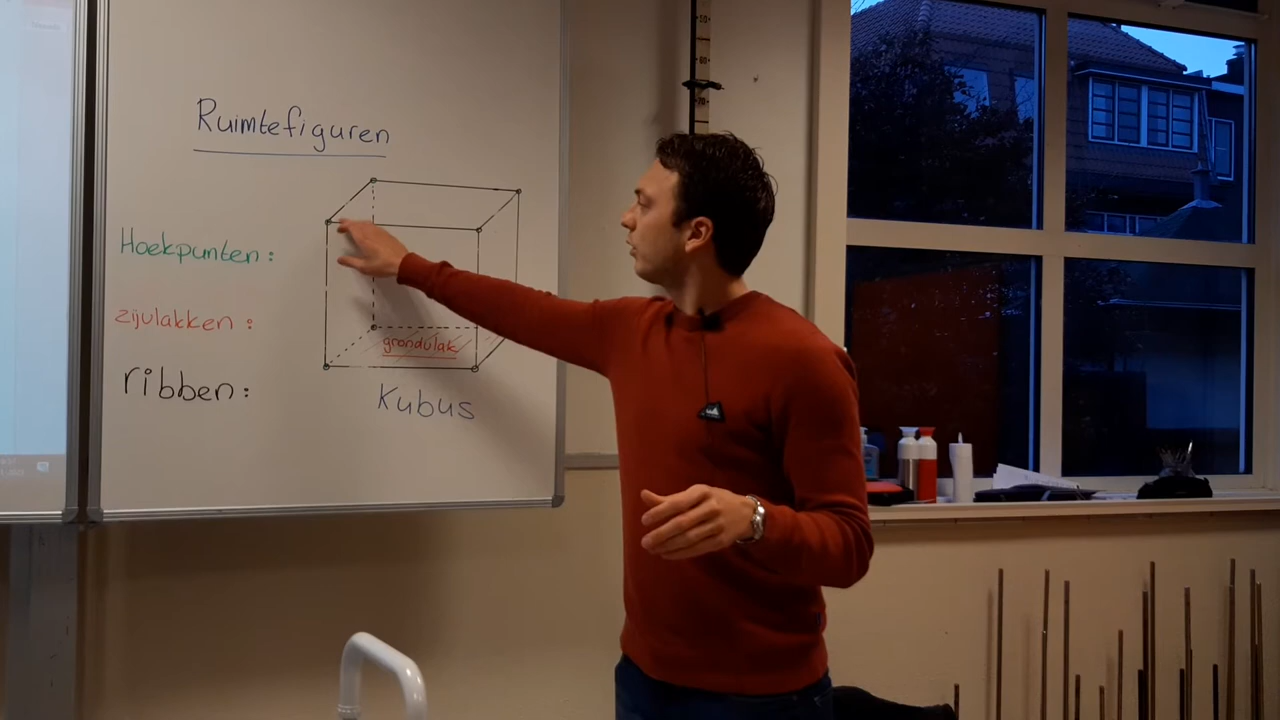 Ruimtefiguren
Hoekpunten:
zijvlakken:
ribben:
grondvlak
Kubus